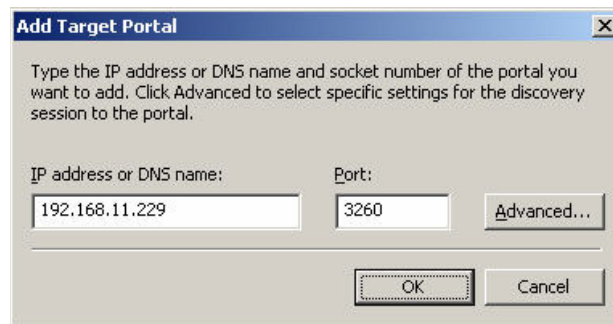 Add Target Portal
Type the IP address or DNS name and socket number of the portal you
want to add. Click Advanced to select specific settings for the discovery
session to the portal.
IP address or DNS name: Port:
192.168.11.229 3260 Advanced...
OK Cancel